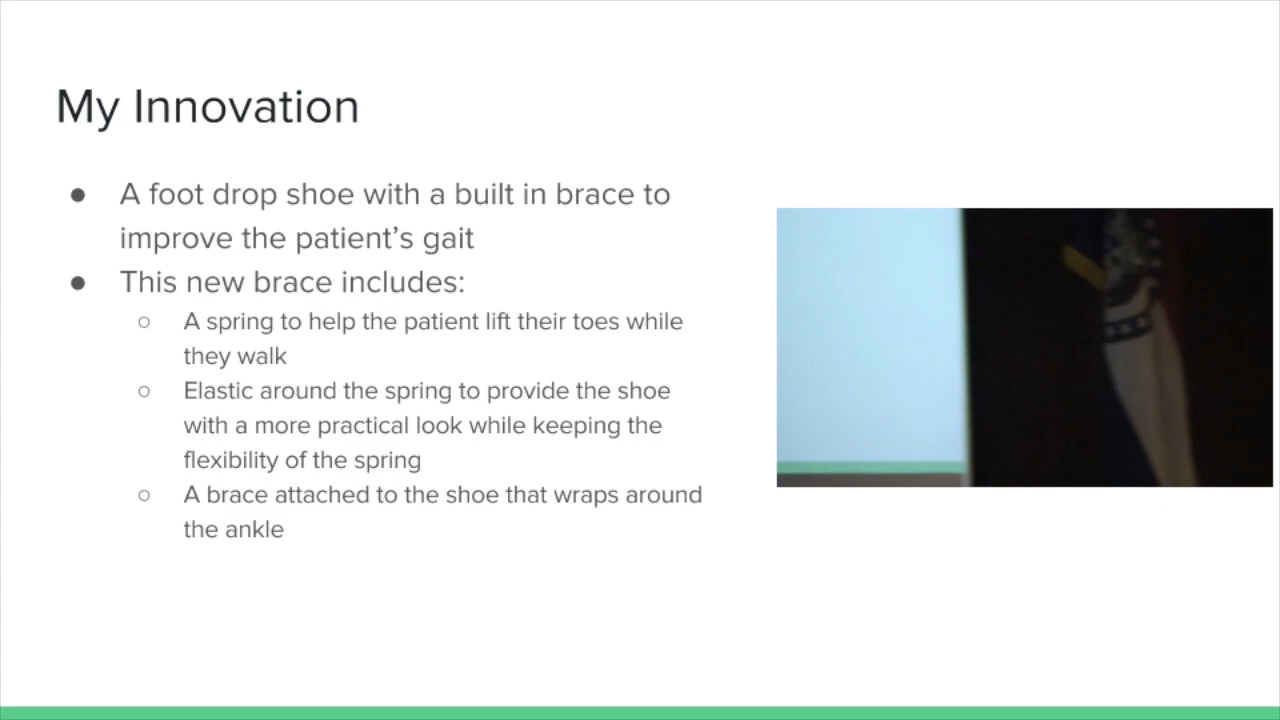 My Innovation
● A foot drop shoe with a built in brace to
improve the patient’s gait
● This new brace includes:
○ A spring to help the patient lift their toes while
they walk
○ Elastic around the spring to provide the shoe
with a more practical look while keeping the
flexibility of the spring
○ A brace attached to the shoe that wraps around
the ankle